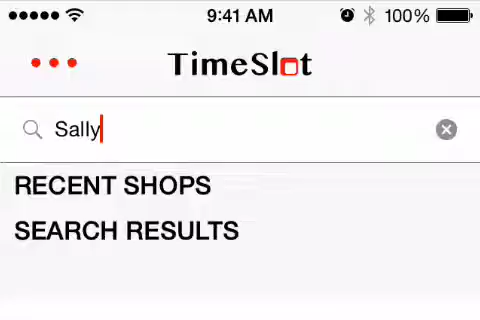 9:41 AM 100%
TimeSlot
Sally
RECENT SHOPS
SEARCH RESULTS